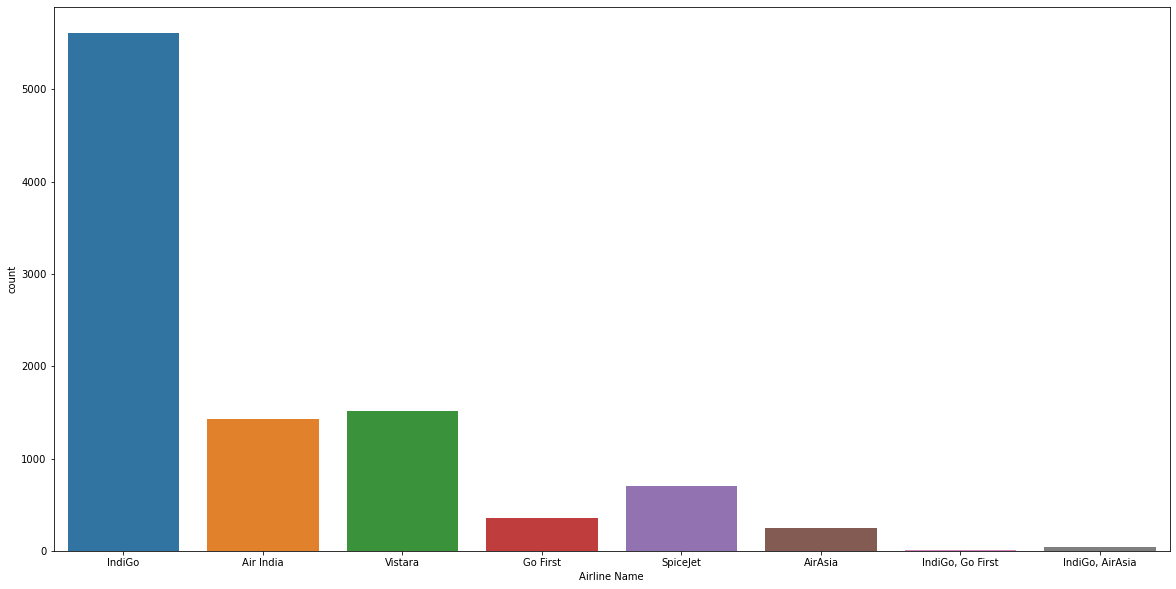 5000
4000
3000
2000
1000
0
count
IndiGo Air India Vistara Go First SpiceJet AirAsia IndiGo, Go First IndiGo, AirAsia
Airline Name